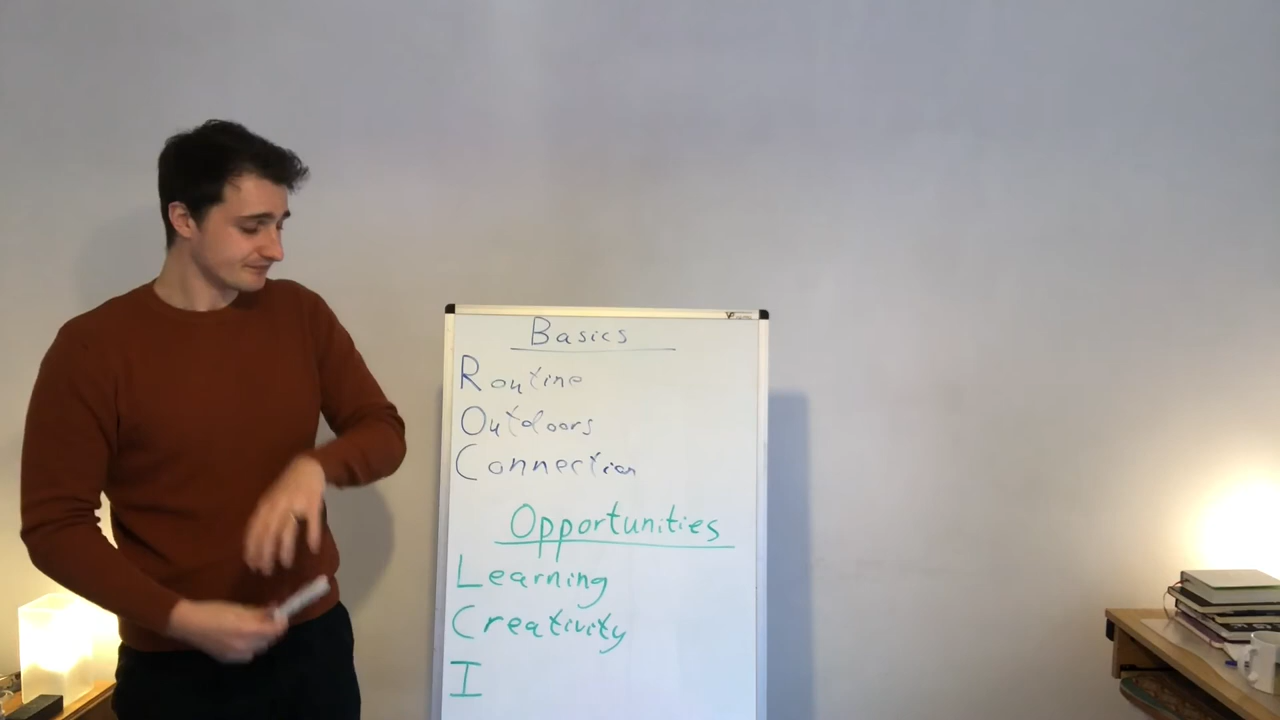 Basics
Routine
Outdoors
Connection
Opportunities
Learning
Creativity
I